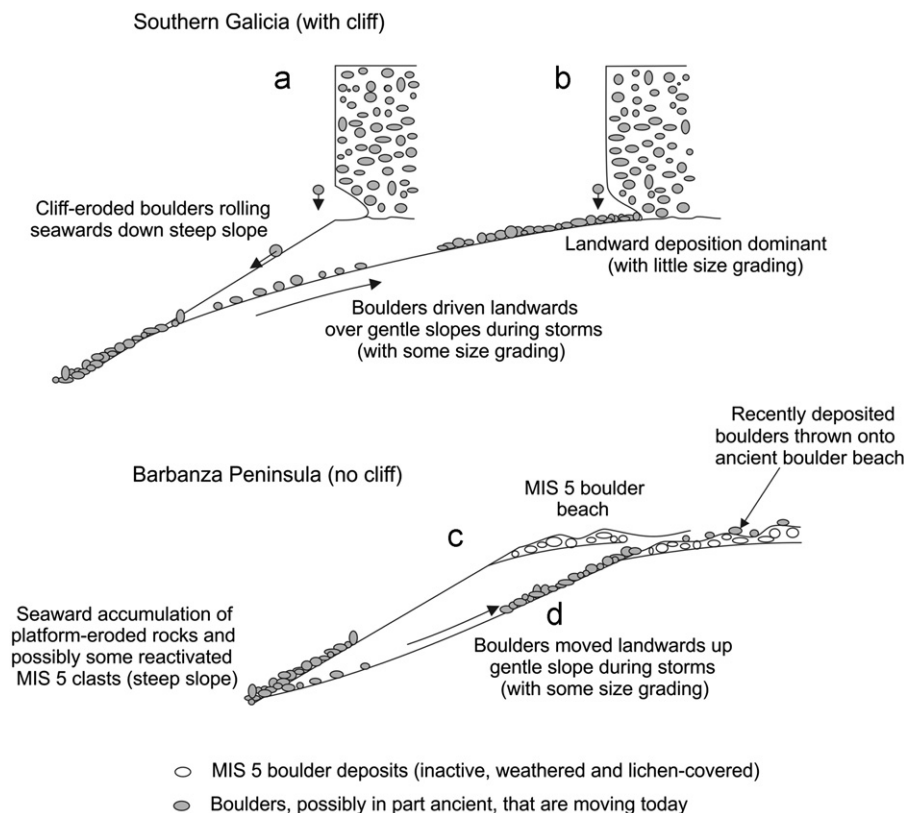 Southern Galicia (with cliff)
a
b
Cliff-eroded boulders rolling
seawards down steep slope
Landward deposition dominant
(with little size grading)
Boulders driven landwards
over gentle slopes during storms
(with some size grading)
Recently deposited
boulders thrown onto
ancient boulder beach
Barbanza Peninsula (no cliff)
MIS 5 boulder
beach
c
Seaward accumulation of
platform-eroded rocks and
possibly some reactivated
MIS 5 clasts (steep slope)
d
Boulders moved landwards up
gentle slope during storms
(with some size grading)
MIS 5 boulder deposits (inactive, weathered and lichen-covered)
Boulders, possibly in part ancient, that are moving today